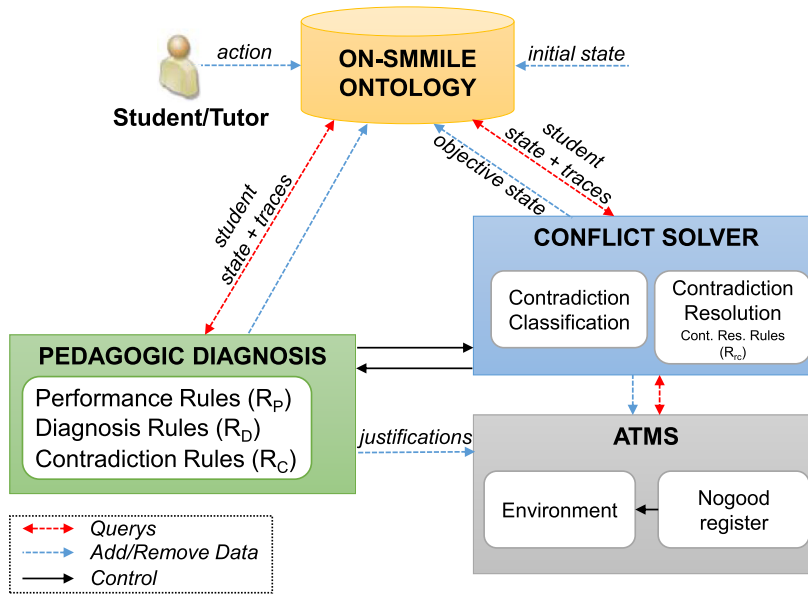 action
ON-SMMILE
ONTOLOGY
initial state
Student/Tutor
student
state + traces
objective state
student
state + traces
CONFLICT SOLVER
Contradiction
Classification
Contradiction
Resolution
Cont. Res. Rules
(Rrc)
PEDAGOGIC DIAGNOSIS
Performance Rules (RP)
Diagnosis Rules (RD)
Contradiction Rules (RC)
justifications
ATMS
Environment
Nogood
register
Querys
Add/Remove Data
Control